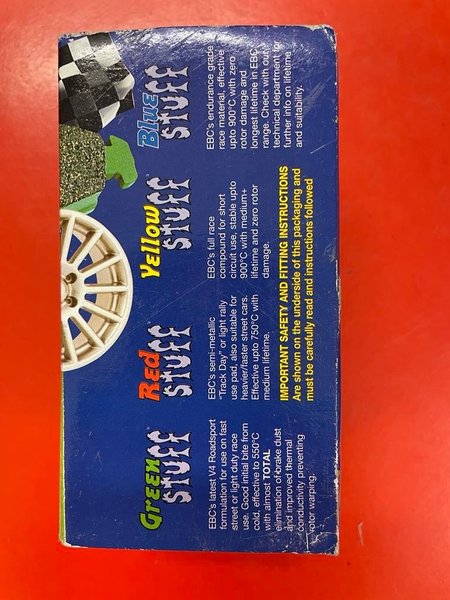 Green
STUFF
EBC's latest V4 Roadsport
formulation for use on fast
street or light duty race
use. Good initial bite from
cold, effective to 550°C
with almost TOTAL
elimination of brake dust
and improved thermal
conductivity preventing
rotor warping.
Red
STUFF
EBC's semi-metallic
"Track Day" or light rally
use pad, also suitable for
heavier/faster street cars.
Effective upto 750°C with
medium lifetime.
Yellow
STUFF
EBC's full race
compound for short
circuit use, stable upto
900°C with medium+
lifetime and zero rotor
damage.
Blue
STUFF
EBC's endurance grade
race material, effective
upto 900°C with zero
rotor damage and
longest lifetime in EBC
range. Check with our
technical department for
further info on lifetime
and suitability.
IMPORTANT SAFETY AND FITTING INSTRUCTIONS
Are shown on the underside of this packaging and
must be carefully read and instructions followed